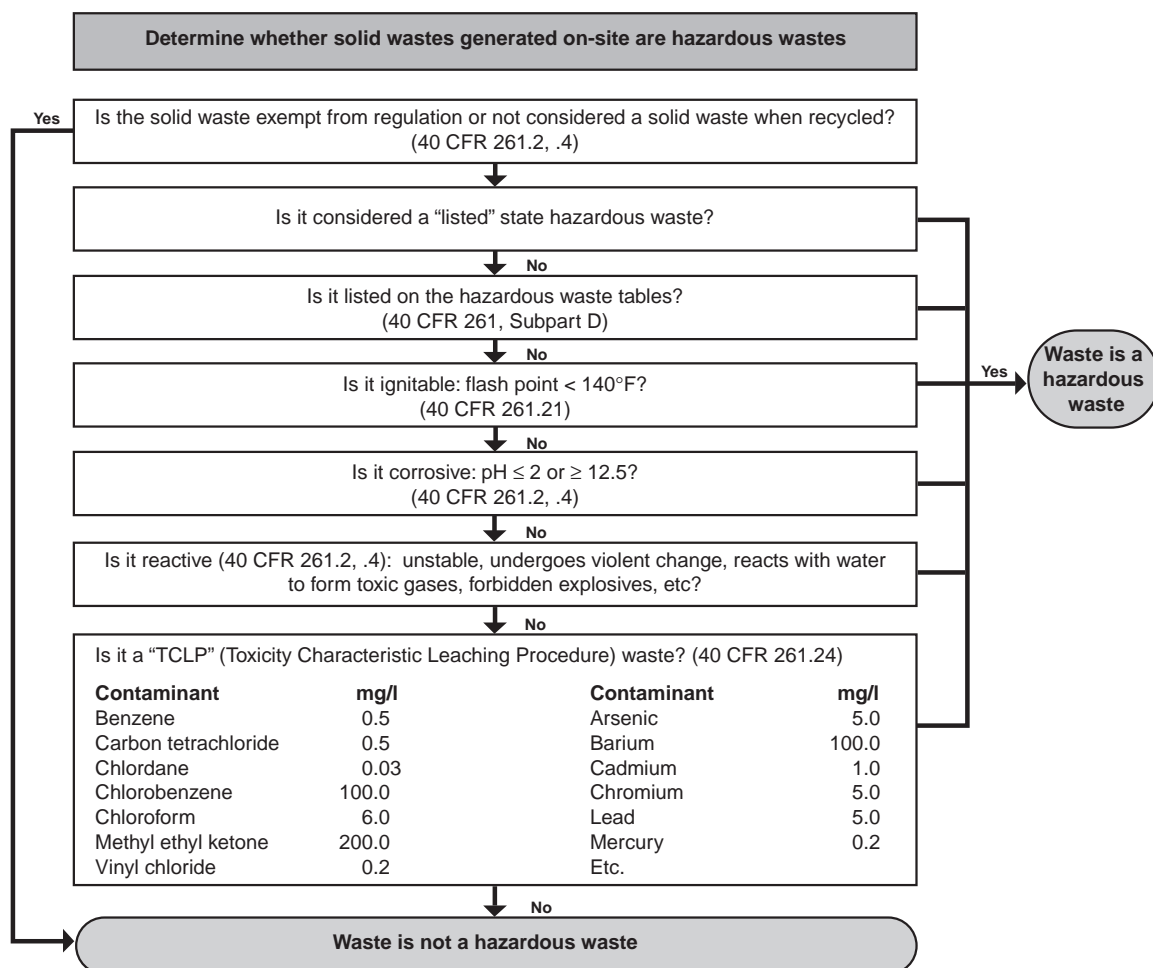 Determine whether solid wastes generated on-site are hazardous wastes
Yes
Is the solid waste exempt from regulation or not considered a solid waste when recycled?
(40 CFR 261.2, .4)
Is it considered a “listed” state hazardous waste?
No
Is it listed on the hazardous waste tables?
(40 CFR 261, Subpart D)
No
Is it ignitable: flash point < 140°F?
(40 CFR 261.21)
Yes
Waste is a
hazardous
waste
No
Is it corrosive: pH ≤ 2 or ≥ 12.5?
(40 CFR 261.2, .4)
No
Is it reactive (40 CFR 261.2, .4): unstable, undergoes violent change, reacts with water
to form toxic gases, forbidden explosives, etc?
No
Is it a “TCLP” (Toxicity Characteristic Leaching Procedure) waste? (40 CFR 261.24)
Contaminant mg/l Contaminant mg/l
Benzene 0.5 Arsenic 5.0
Carbon tetrachloride 0.5 Barium 100.0
Chlordane 0.03 Cadmium 1.0
Chlorobenzene 100.0 Chromium 5.0
Chloroform 6.0 Lead 5.0
Methyl ethyl ketone 200.0 Mercury 0.2
Vinyl chloride 0.2 Etc.
No
Waste is not a hazardous waste